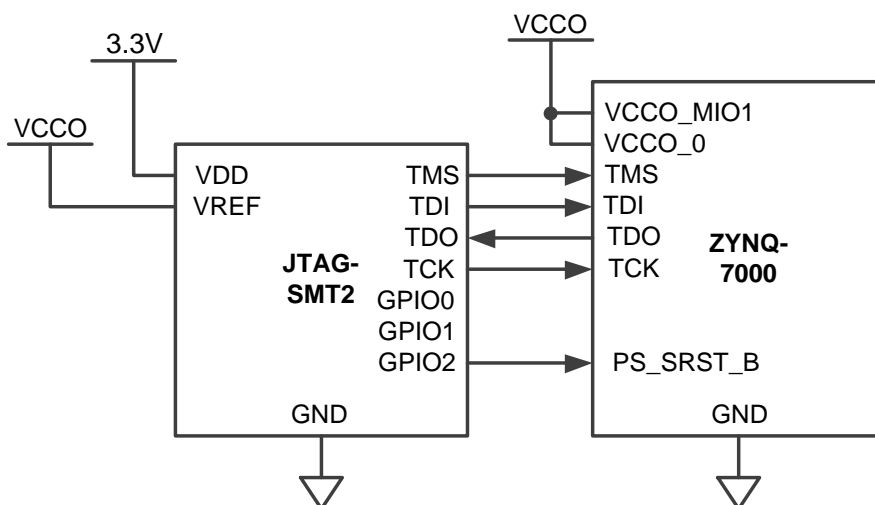 VCCO
3.3V
VCCO
VDD
VREF
JTAG-
SMT2
TMS
TDI
TDO
TCK
GPIO0
GPIO1
GPIO2
GND
VCCO_MIO1
VCCO_0
TMS
TDI
TDO
TCK
ZYNQ-
7000
PS_SRST_B
GND